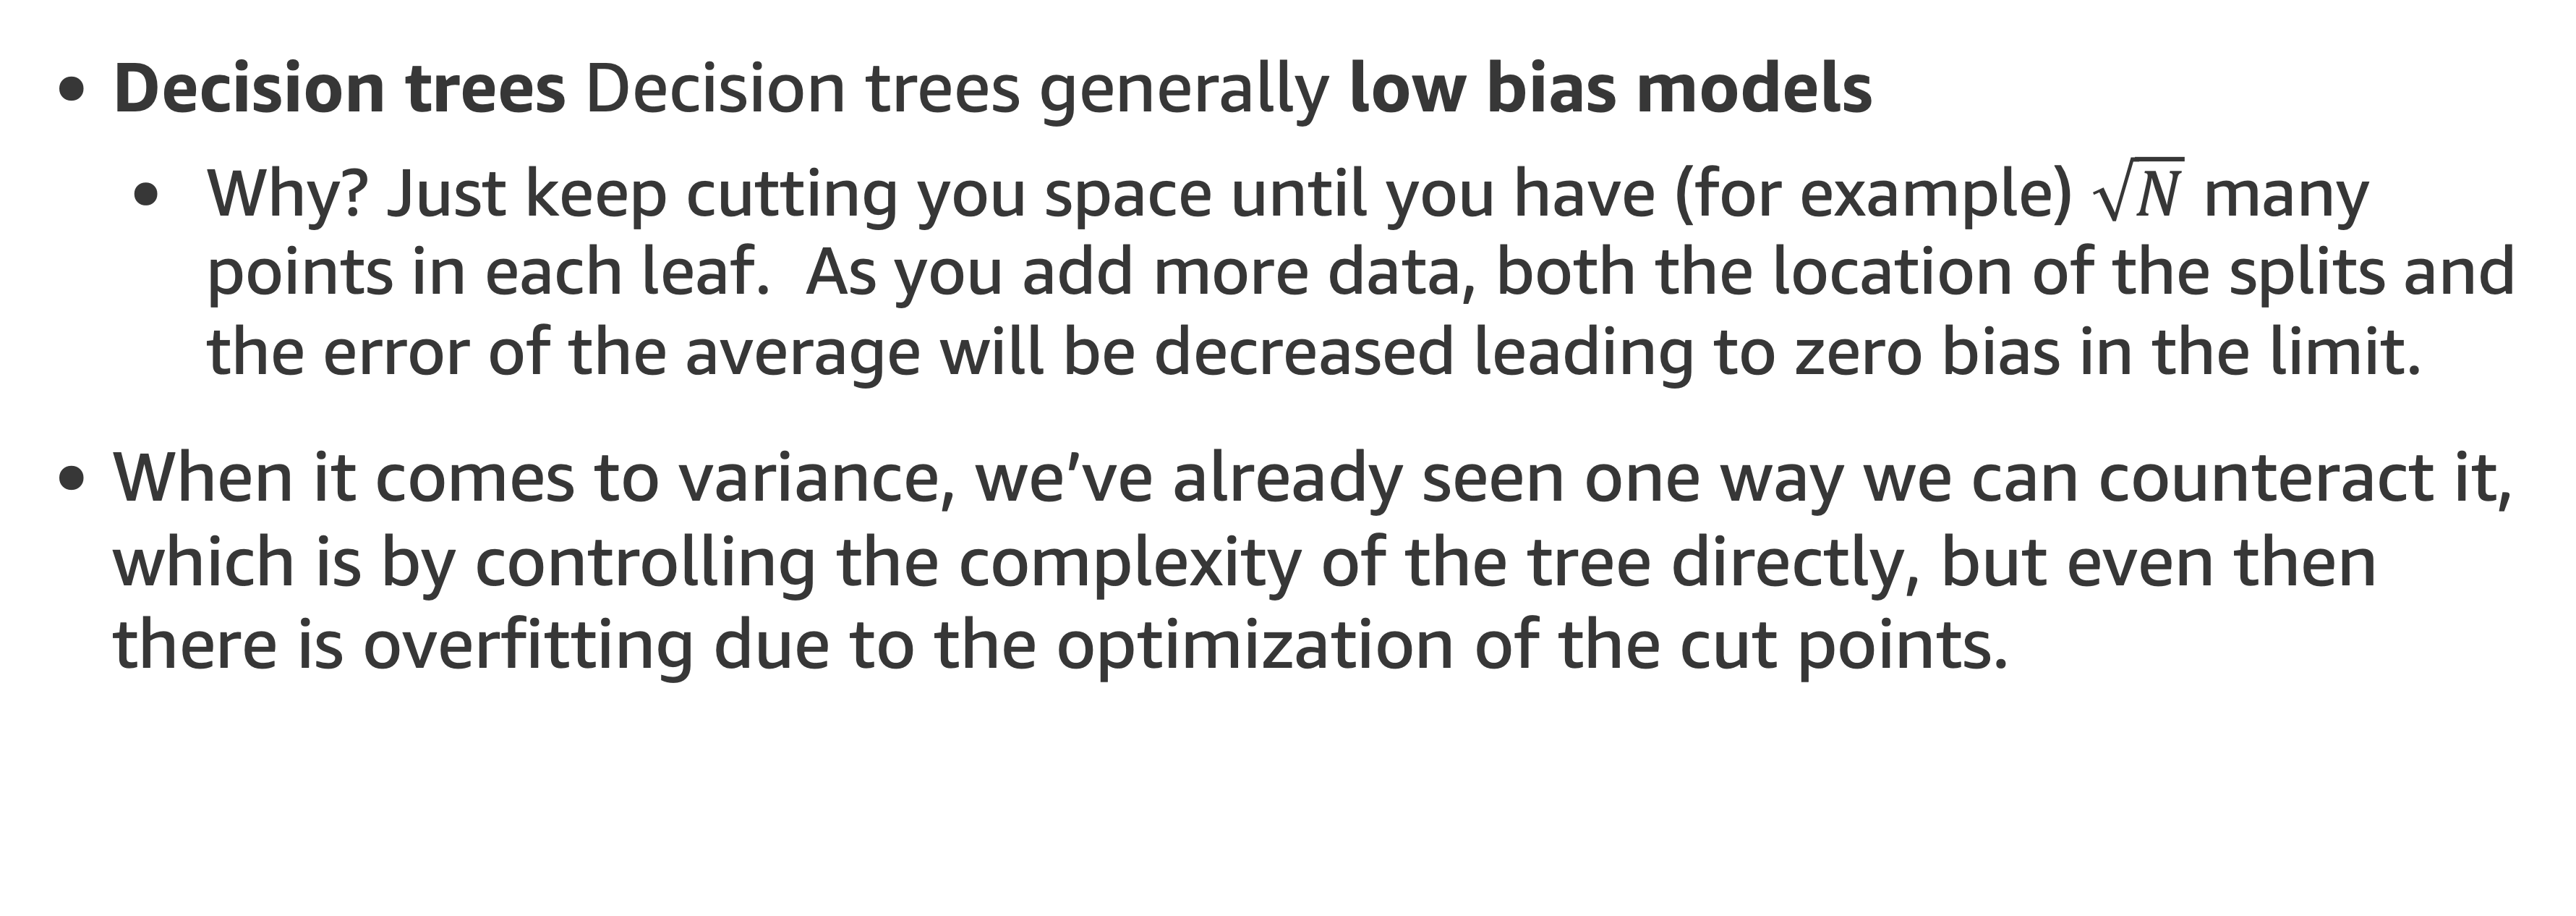 • Decision trees Decision trees generally low bias models
• Why? Just keep cutting you space until you have (for example) √N many
points in each leaf.  As you add more data, both the location of the splits and
the error of the average will be decreased leading to zero bias in the limit.
• When it comes to variance, we’ve already seen one way we can counteract it,
which is by controlling the complexity of the tree directly, but even then
there is overfitting due to the optimization of the cut points.